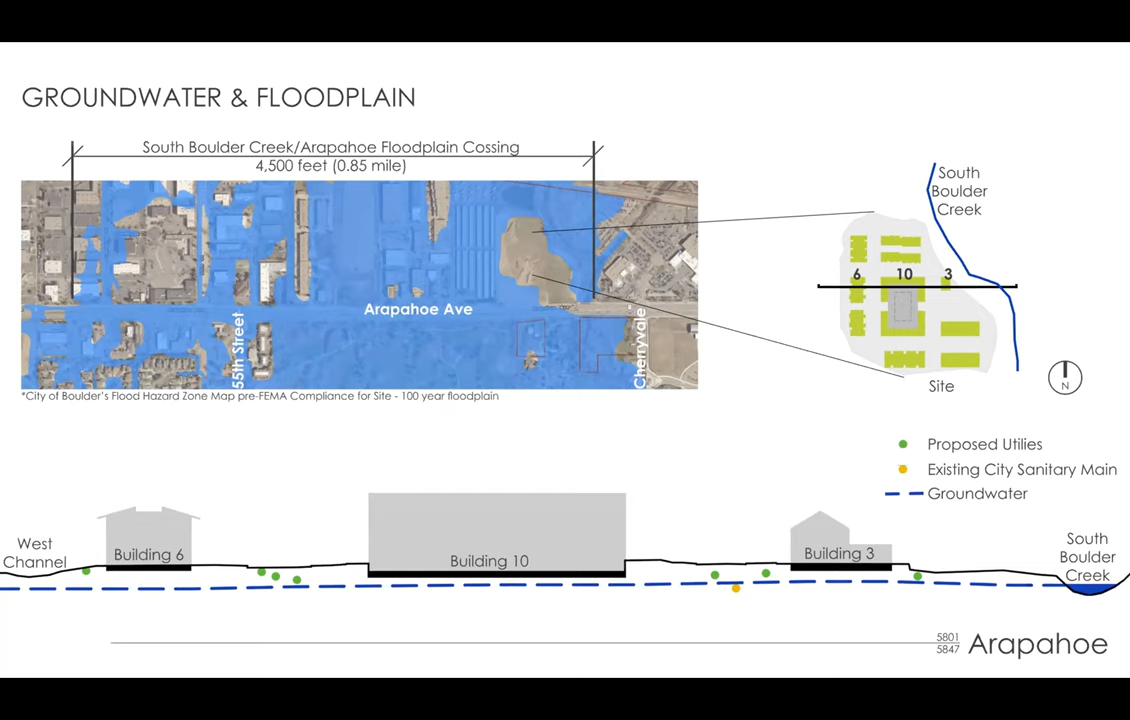 GROUNDWATER & FLOODPLAIN
South Boulder Creek/Arapahoe Floodplain Cossing
4,500 feet (0.85 mile)
Arapahoe Ave
55th Street
Cherryvale
*City of Boulder's Flood Hazard Zone Map pre-FEMA Compliance for Site - 100 year floodplain
South
Boulder
Creek
6
10
3
Site
N
Proposed Utilies
Existing City Sanitary Main
Groundwater
West
Channel
Building 6
Building 10
Building 3
South
Boulder
Creek
5801
5847
Arapahoe